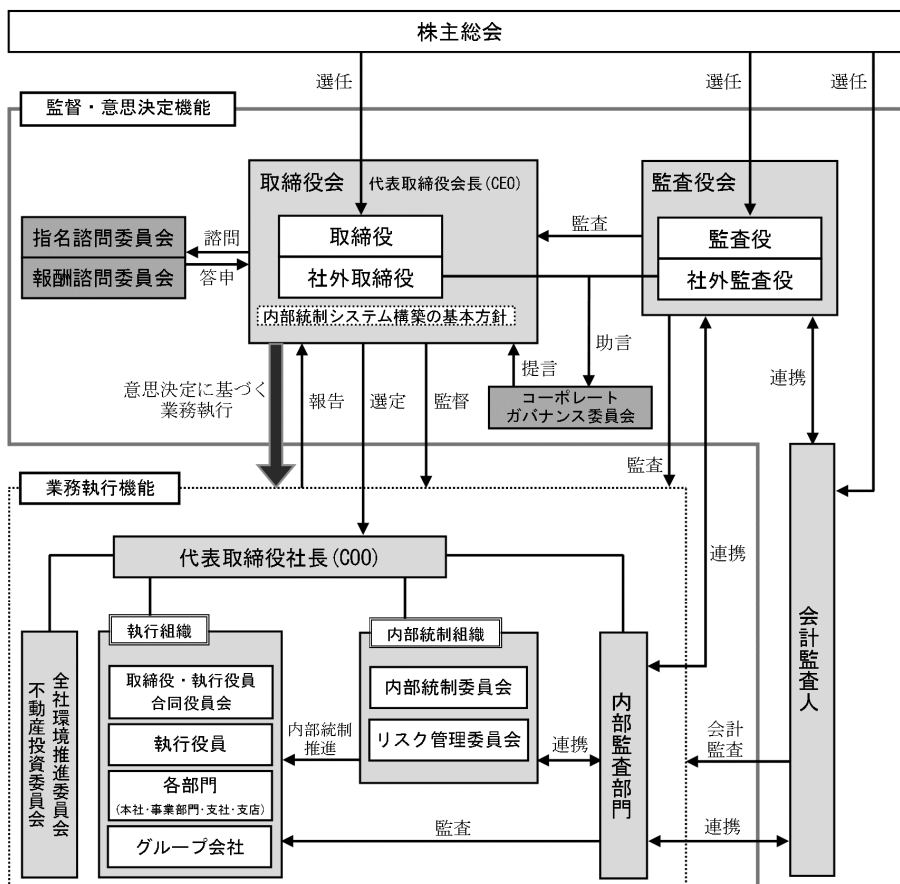 株主総会
選任
選任
選任
監督・意思決定機能
取締役会
代表取締役会長(CEO)
取締役
社外取締役
内部統制システム構築の基本方針
監査役会
監査役
社外監査役
監査
指名諮問委員会
報酬諮問委員会
諮問
答申
助言
提言
コーポレート
ガバナンス委員会
連携
意思決定に基づく
業務執行
報告
選定
監督
監査
連携
業務執行機能
代表取締役社長(COO)
全社環境推進委員会
不動産投資委員会
執行組織
取締役・執行役員
合同役員会
執行役員
各部門
(本社・事業部門・支社・支店)
グループ会社
内部統制
推進
内部統制組織
内部統制委員会
リスク管理委員会
連携
内部監査部門
監査
会計
監査
連携
会計監査人